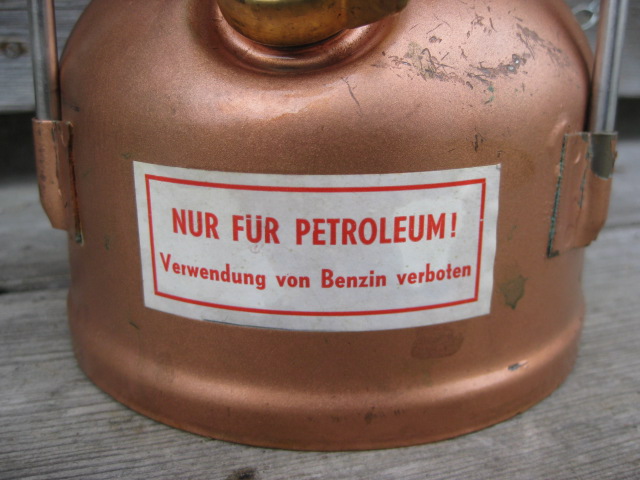 NUR FÜR PETROLEUM!
Verwendung von Benzin verboten